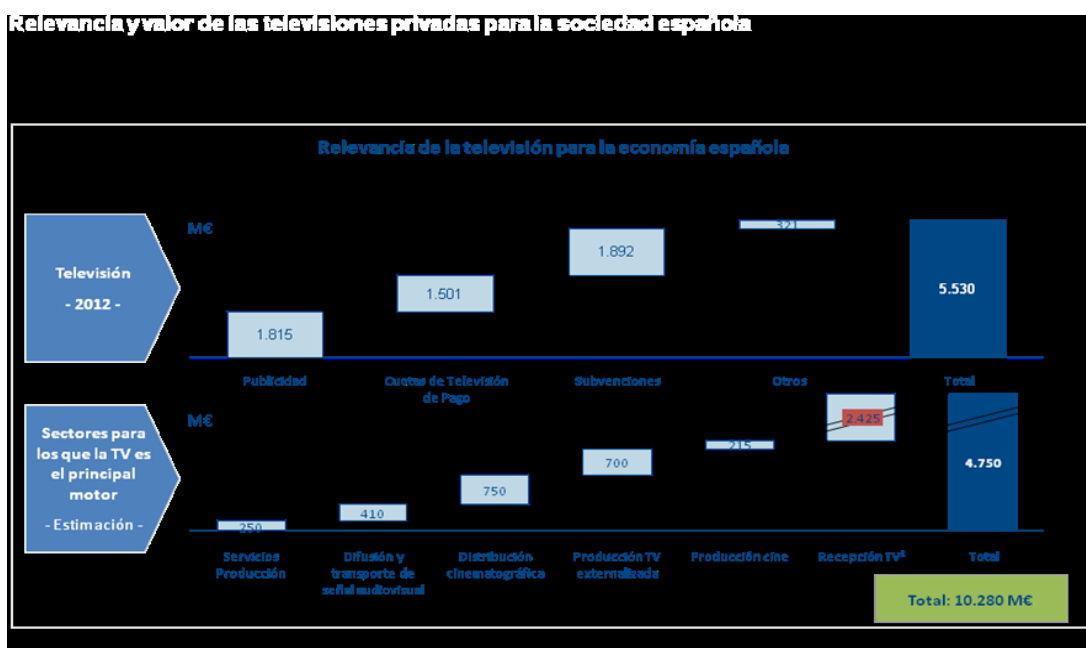 Relevancia y valor de las televisiones privadas para la sociedad española
Relevancia de la televisión para la economía española
Televisión
- 2012 -
M€
1.815
1.501
1.892
321
5.530
Publicidad
Cuotas de Televisión
de Pago
Subvenciones
Otros
Total
Sectores para
los que la TV es
el principal
motor
- Estimación -
M€
250
410
750
700
215
2.425
4.750
Servicios
Producción
Difusión y
transporte de
señal audiovisual
Distribución
cinematográfica
Producción TV
externalizada
Producción cine
Recepción TV¹
Total
Total: 10.280 M€